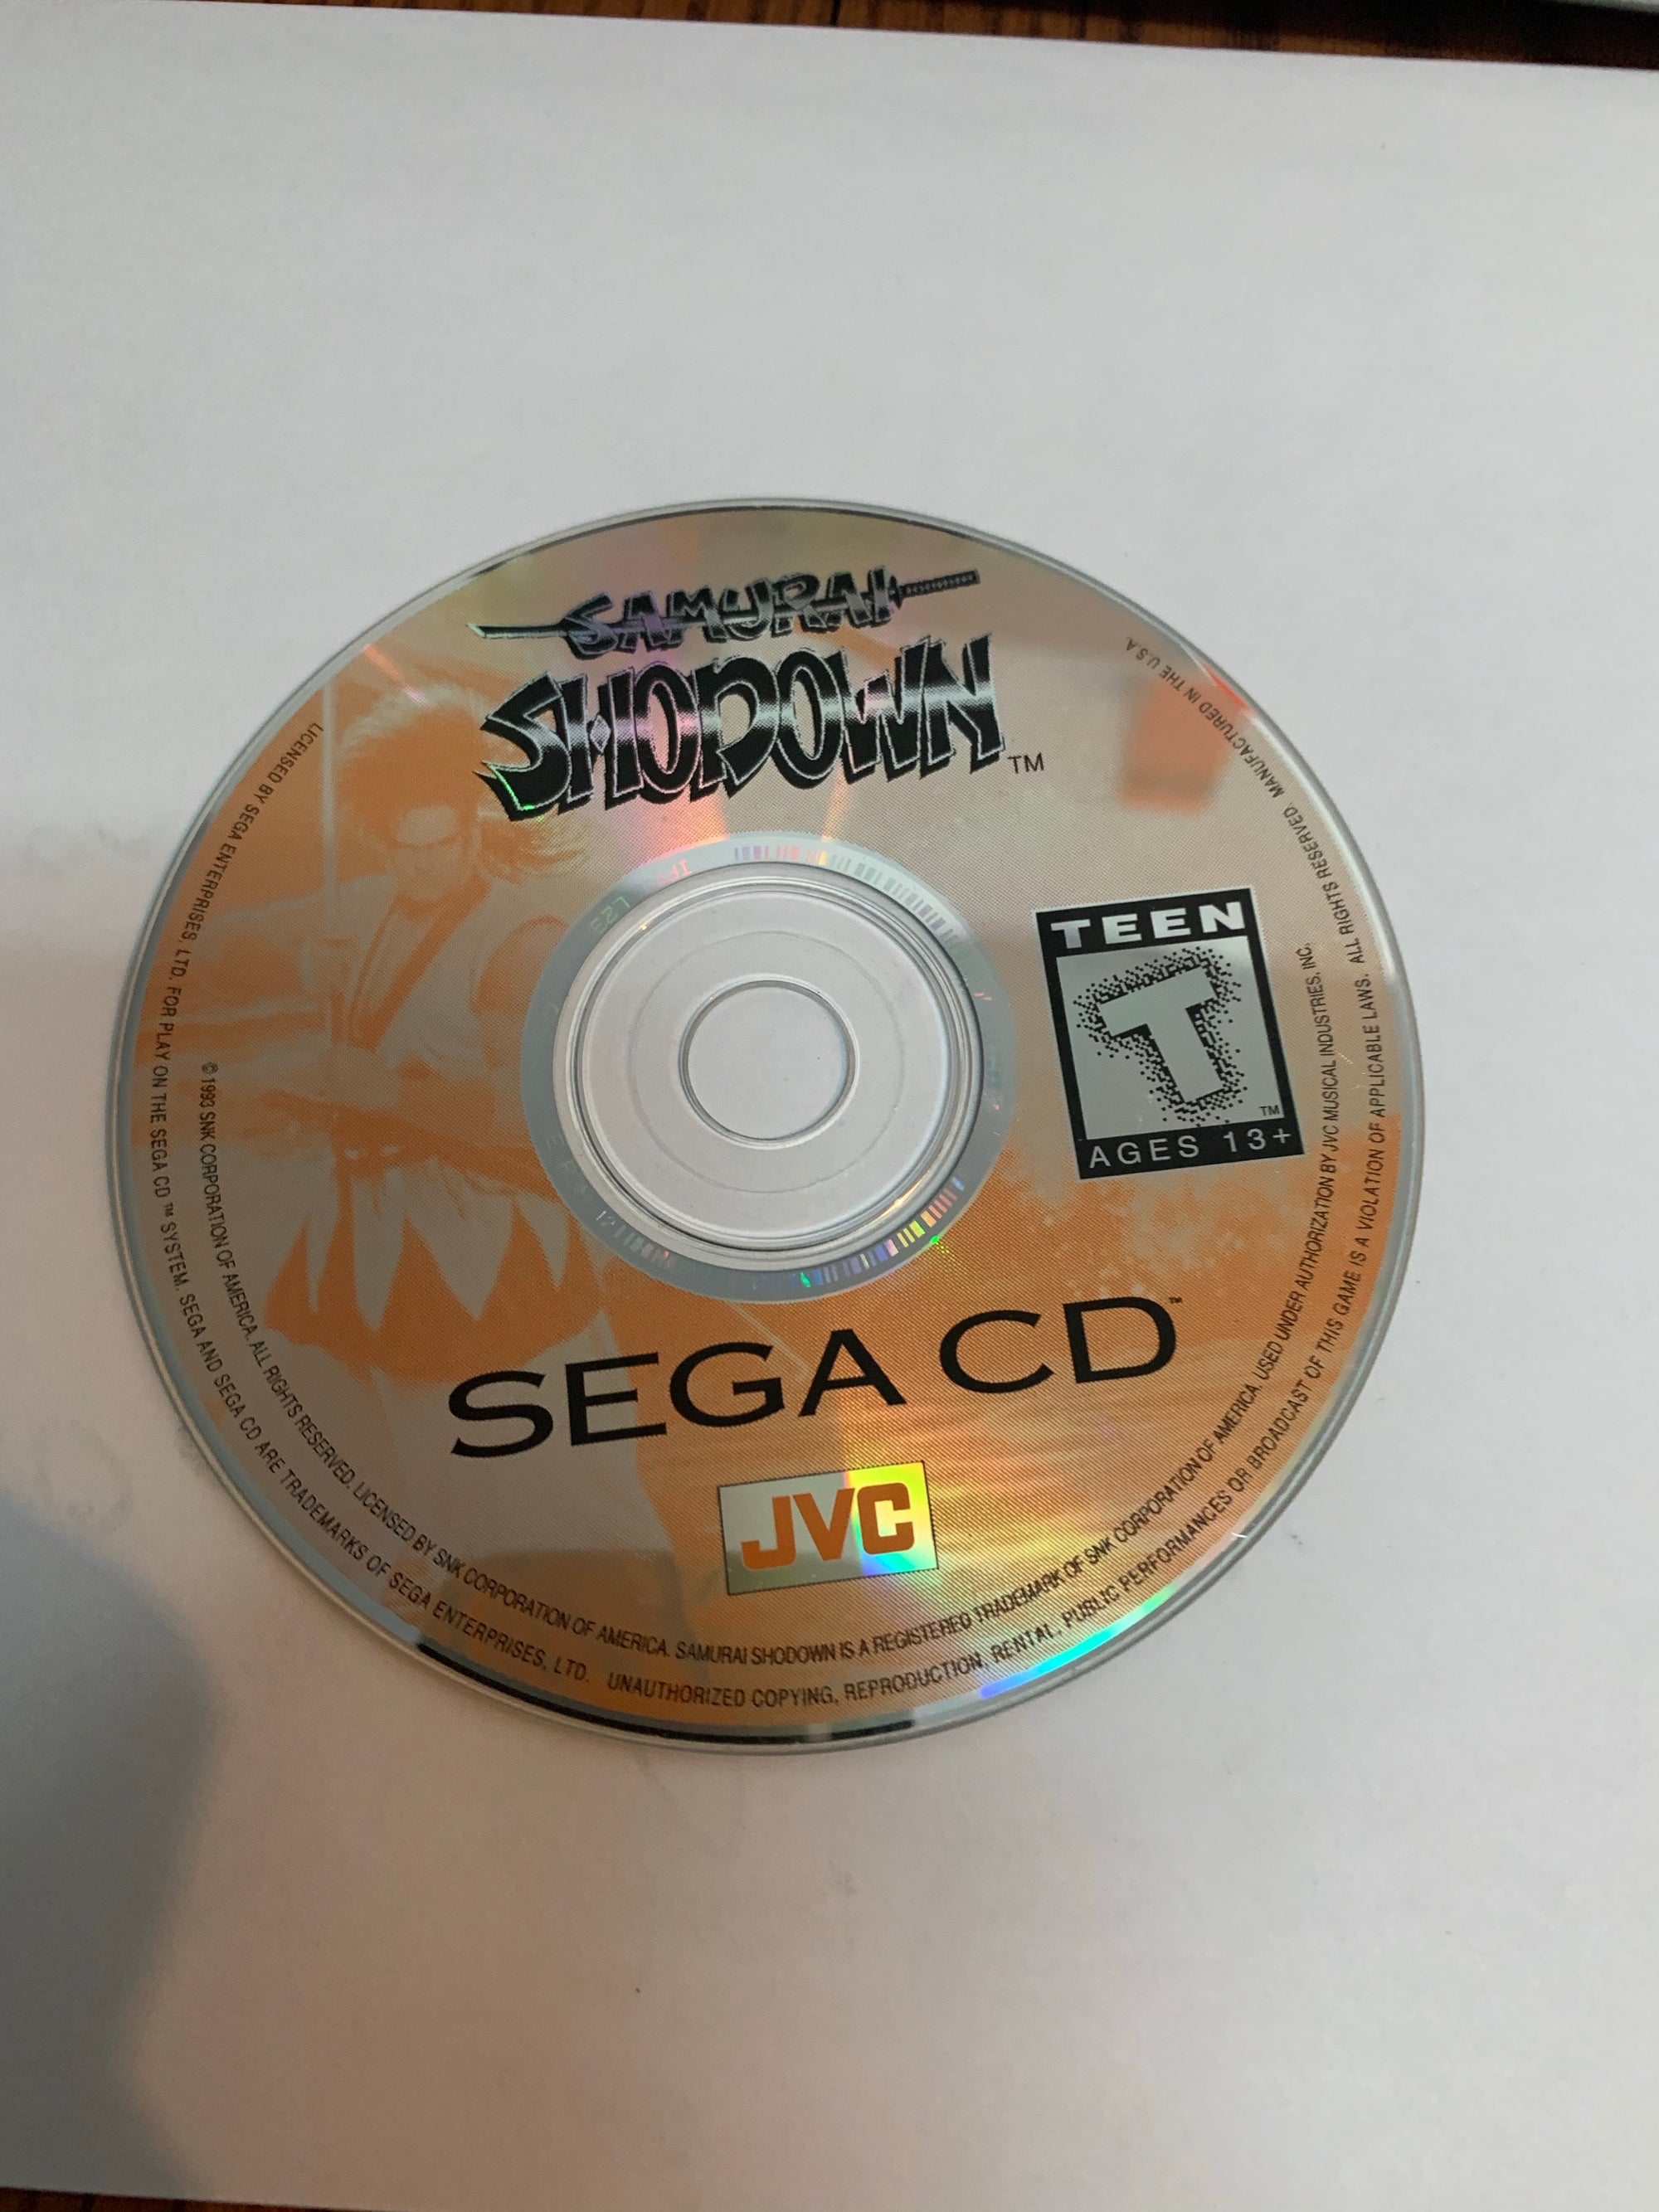 SAMURAI
SHODOWN™
TEEN
T™
AGES 13+
SEGA CD™
JVC
LICENSED BY SEGA ENTERPRISES, LTD. FOR PLAY ON THE SEGA CD™ SYSTEM. SEGA AND SEGA CD ARE TRADEMARKS OF SEGA ENTERPRISES, LTD. UNAUTHORIZED COPYING, REPRODUCTION, RENTAL, PUBLIC PERFORMANCES OR BROADCAST OF THIS GAME IS A VIOLATION OF APPLICABLE LAWS. ALL RIGHTS RESERVED. MANUFACTURED IN THE U.S.A.
©1993 SNK CORPORATION OF AMERICA. ALL RIGHTS RESERVED. LICENSED BY SNK CORPORATION OF AMERICA. SAMURAI SHODOWN IS A REGISTERED TRADEMARK OF SNK CORPORATION OF AMERICA. USED UNDER AUTHORIZATION BY JVC MUSICAL INDUSTRIES, INC.